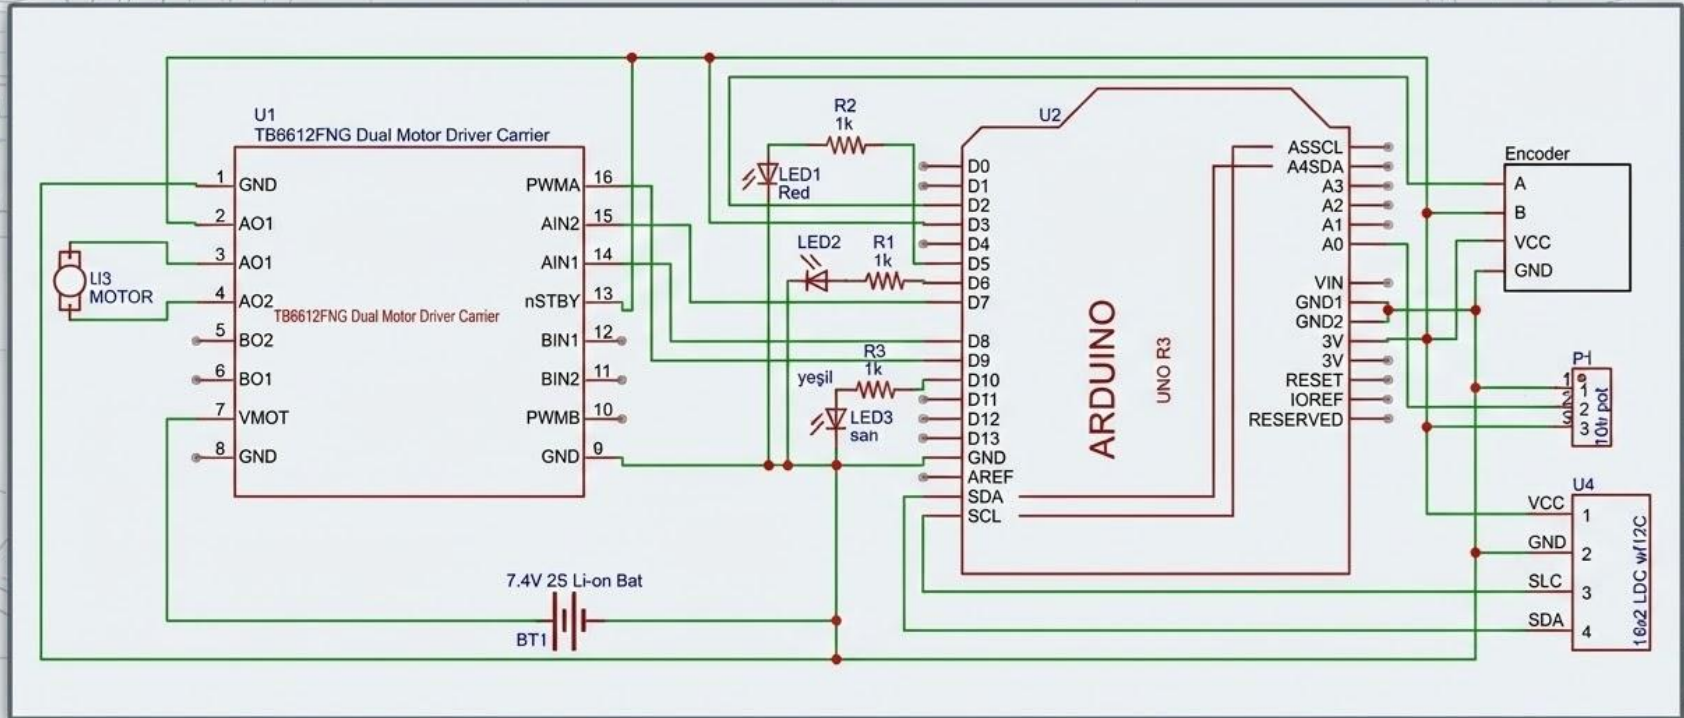 U1
TB6612FNG Dual Motor Driver Carrier
1 GND
2 AO1
3 AO1
4 AO2
5 BO2
6 BO1
7 VMOT
8 GND
PWMA 16
AIN2 15
AIN1 14
nSTBY 13
BIN1 12
BIN2 11
PWMB 10
GND 9
TB6612FNG Dual Motor Driver Carrier
U3
MOTOR
7.4V 2S Li-on Bat
BT1
R2
1k
LED1
Red
LED2
R1
1k
R3
1k
yeşil
LED3
san
U2
D0
D1
D2
D3
D4
D5
D6
D7
D8
D9
D10
D11
D12
D13
GND
AREF
SDA
SCL
ARDUINO
UNO R3
ASSCL
A4SDA
A3
A2
A1
A0
VIN
GND1
GND2
3V
3V
RESET
IOREF
RESERVED
Encoder
A
B
VCC
GND
1
1
2
3
pot
U4
VCC 1
GND 2
SLC 3
SDA 4
16a2 LDC w/I2C